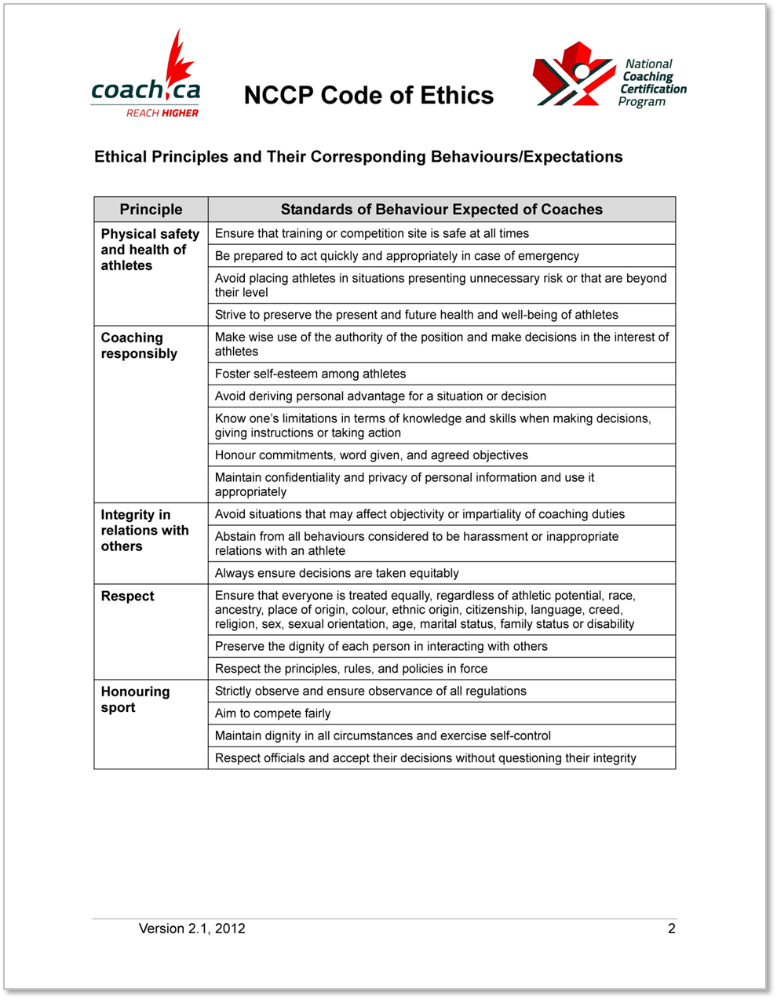 coach.ca
REACH HIGHER
NCCP Code of Ethics
National
Coaching
Certification
Program
Ethical Principles and Their Corresponding Behaviours/Expectations
Principle
Standards of Behaviour Expected of Coaches
Physical safety
and health of
athletes
Ensure that training or competition site is safe at all times
Be prepared to act quickly and appropriately in case of emergency
Avoid placing athletes in situations presenting unnecessary risk or that are beyond
their level
Strive to preserve the present and future health and well-being of athletes
Coaching
responsibly
Make wise use of the authority of the position and make decisions in the interest of
athletes
Foster self-esteem among athletes
Avoid deriving personal advantage for a situation or decision
Know one’s limitations in terms of knowledge and skills when making decisions,
giving instructions or taking action
Honour commitments, word given, and agreed objectives
Maintain confidentiality and privacy of personal information and use it
appropriately
Integrity in
relations with
others
Avoid situations that may affect objectivity or impartiality of coaching duties
Abstain from all behaviours considered to be harassment or inappropriate
relations with an athlete
Always ensure decisions are taken equitably
Respect
Ensure that everyone is treated equally, regardless of athletic potential, race,
ancestry, place of origin, colour, ethnic origin, citizenship, language, creed,
religion, sex, sexual orientation, age, marital status, family status or disability
Preserve the dignity of each person in interacting with others
Respect the principles, rules, and policies in force
Honouring
sport
Strictly observe and ensure observance of all regulations
Aim to compete fairly
Maintain dignity in all circumstances and exercise self-control
Respect officials and accept their decisions without questioning their integrity
Version 2.1, 2012
2